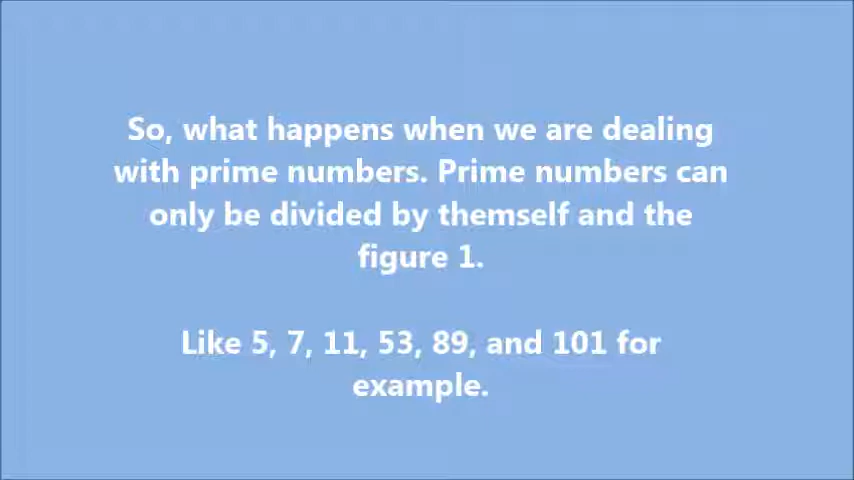 So, what happens when we are dealing
with prime numbers. Prime numbers can
only be divided by themself and the
figure 1.
Like 5, 7, 11, 53, 89, and 101 for
example.